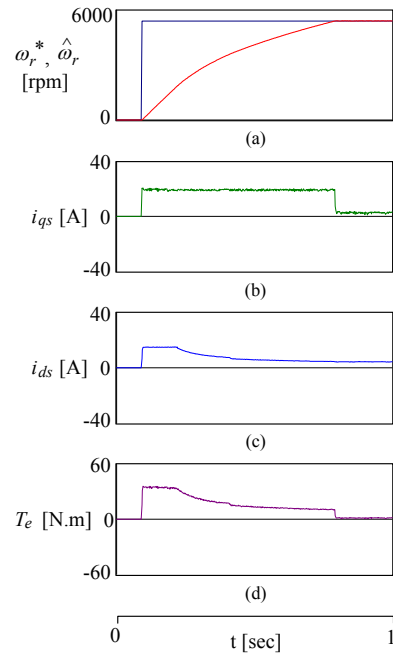 6000
ω_r*, ω̂_r
[rpm]
0
(a)
40
i_qs [A] 0
-40
(b)
40
i_ds [A] 0
-40
(c)
60
T_e [N.m] 0
-60
(d)
0 1
t [sec]